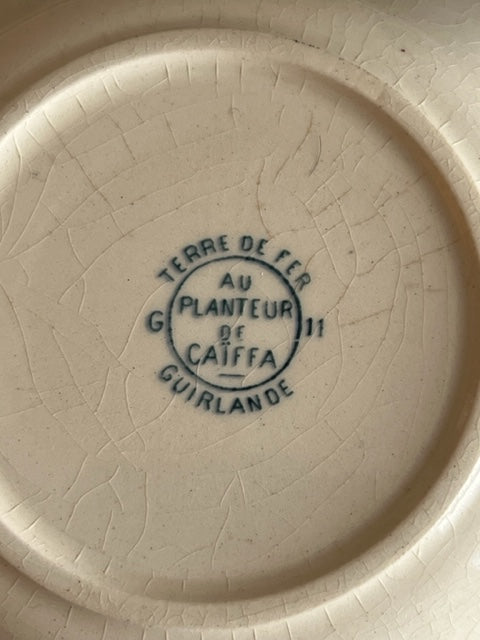 TERRE DE FER
AU
PLANTEUR
DE
CAÏFFA
G 11
GUIRLANDE